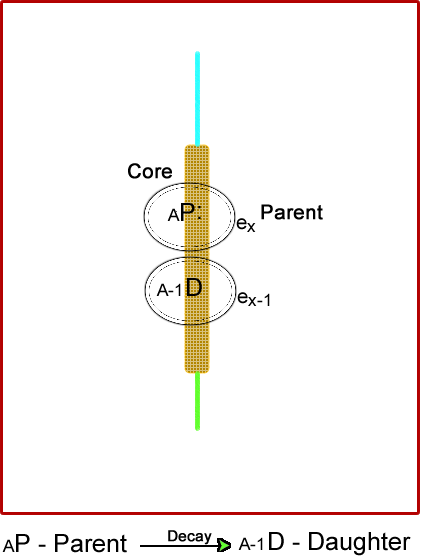 Core
AP: ex Parent
A-1D ex-1
AP - Parent Decay A-1D - Daughter